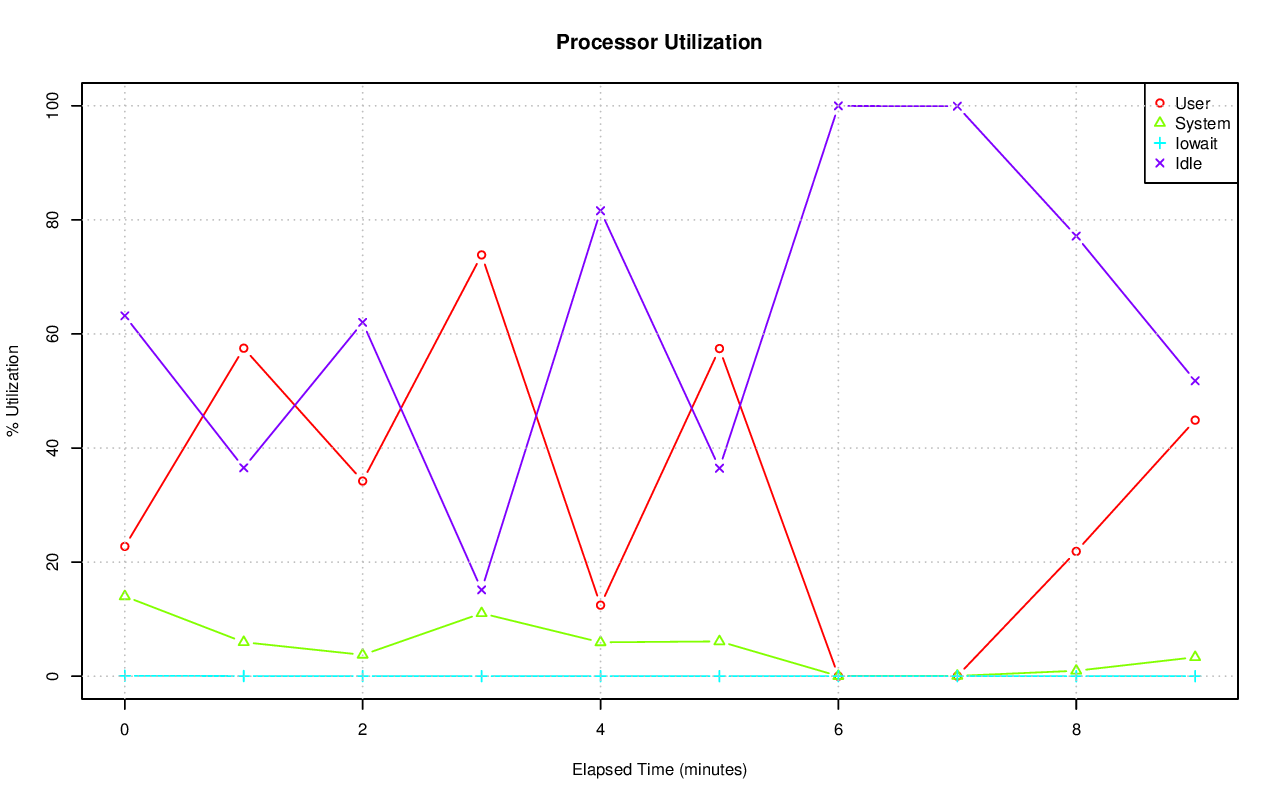 Processor Utilization
User
System
Iowait
Idle
% Utilization
100
80
60
40
20
0
0 2 4 6 8
Elapsed Time (minutes)